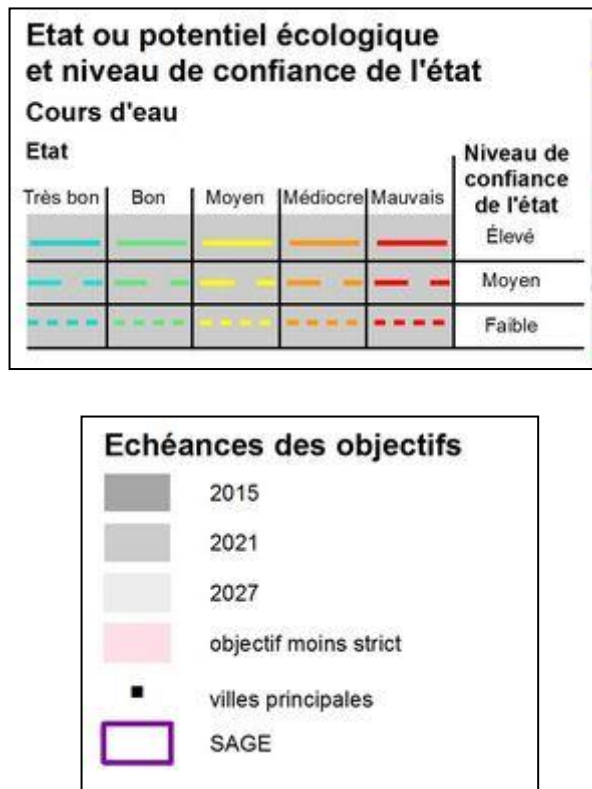 Etat ou potentiel écologique
et niveau de confiance de l'état
Cours d'eau
Etat
Niveau de
confiance
de l'état
Très bon Bon Moyen Médiocre Mauvais
Élevé
Moyen
Faible
Echéances des objectifs
2015
2021
2027
objectif moins strict
villes principales
SAGE